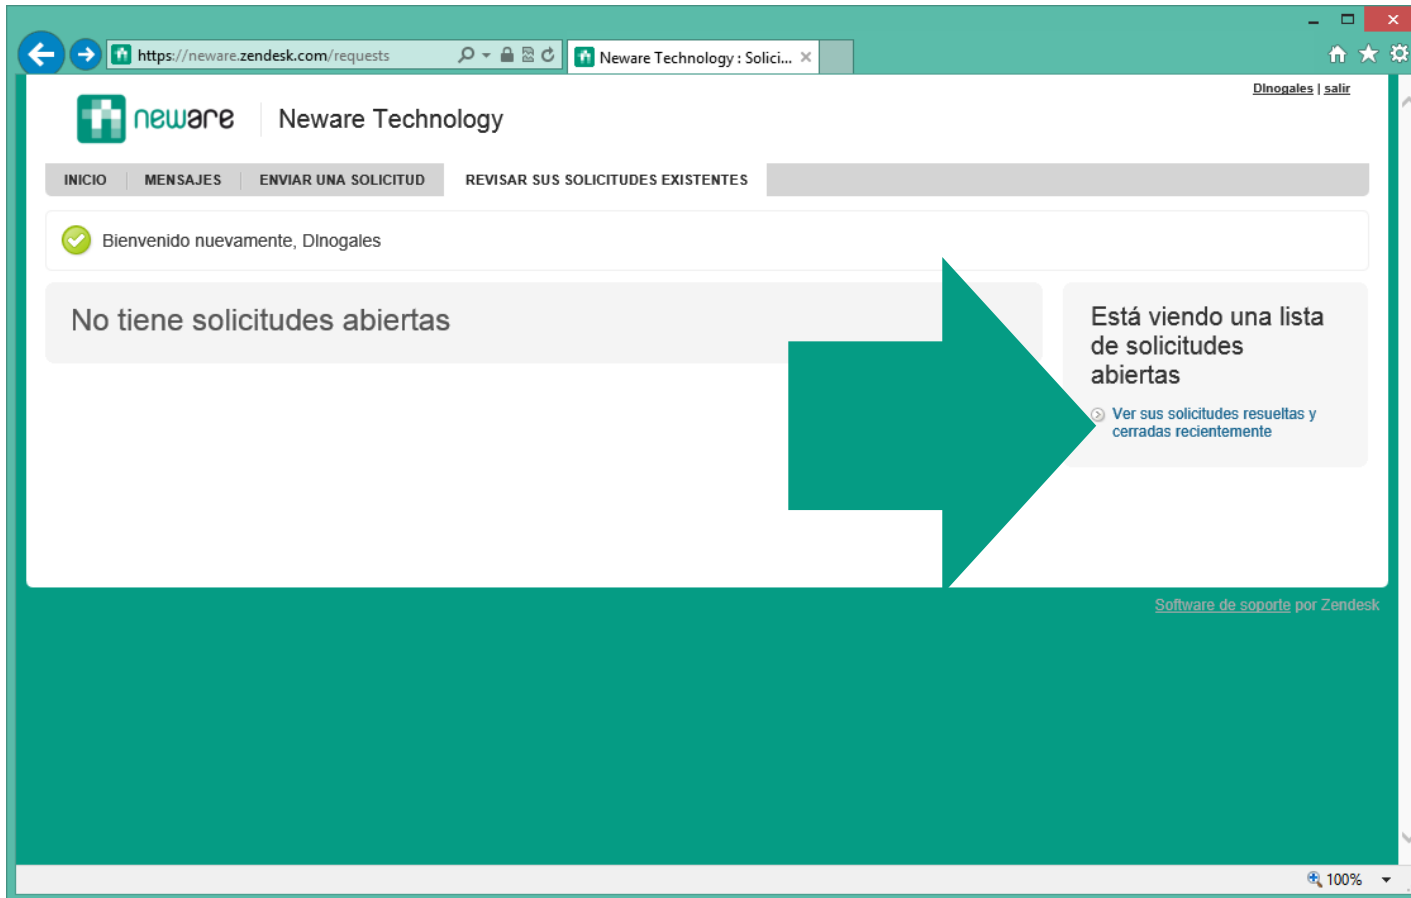 https://neware.zendesk.com/requests
Neware Technology : Solici...
DInogales | salir
neware
Neware Technology
INICIO MENSAJES ENVIAR UNA SOLICITUD REVISAR SUS SOLICITUDES EXISTENTES
Bienvenido nuevamente, DInogales
No tiene solicitudes abiertas
Está viendo una lista
de solicitudes
abiertas
Ver sus solicitudes resueltas y
cerradas recientemente
Software de soporte por Zendesk
100%